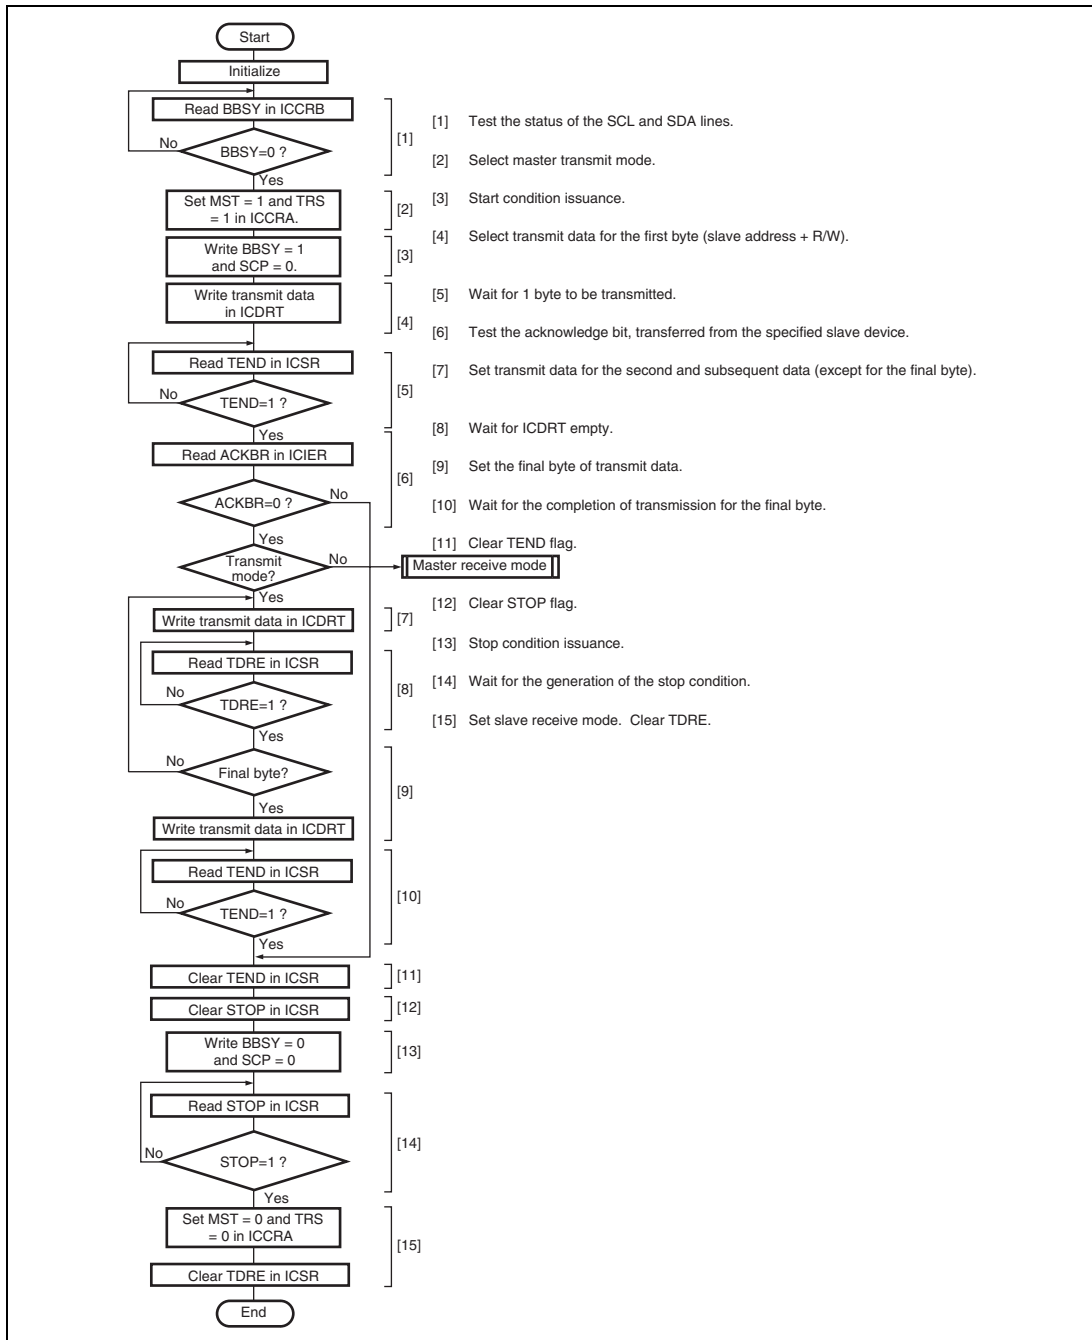 Start
Initialize
Read BBSY in ICCRB
No
BBSY=0 ?
[1]
Yes
Set MST = 1 and TRS
= 1 in ICCRA.
[2]
Write BBSY = 1
and SCP = 0.
[3]
Write transmit data
in ICDRT
[4]
Read TEND in ICSR
No
TEND=1 ?
[5]
Yes
Read ACKBR in ICIER
[6]
ACKBR=0 ?
No
Yes
Transmit
mode?
No
Master receive mode
Yes
Write transmit data in ICDRT
[7]
Read TDRE in ICSR
No
TDRE=1 ?
[8]
Yes
No
Final byte?
[9]
Yes
Write transmit data in ICDRT
Read TEND in ICSR
[10]
No
TEND=1 ?
Yes
Clear TEND in ICSR
[11]
Clear STOP in ICSR
[12]
Write BBSY = 0
and SCP = 0
[13]
Read STOP in ICSR
[14]
No
STOP=1 ?
Yes
Set MST = 0 and TRS
= 0 in ICCRA
[15]
Clear TDRE in ICSR
End
[1] Test the status of the SCL and SDA lines.
[2] Select master transmit mode.
[3] Start condition issuance.
[4] Select transmit data for the first byte (slave address + R/W).
[5] Wait for 1 byte to be transmitted.
[6] Test the acknowledge bit, transferred from the specified slave device.
[7] Set transmit data for the second and subsequent data (except for the final byte).
[8] Wait for ICDRT empty.
[9] Set the final byte of transmit data.
[10] Wait for the completion of transmission for the final byte.
[11] Clear TEND flag.
[12] Clear STOP flag.
[13] Stop condition issuance.
[14] Wait for the generation of the stop condition.
[15] Set slave receive mode. Clear TDRE.